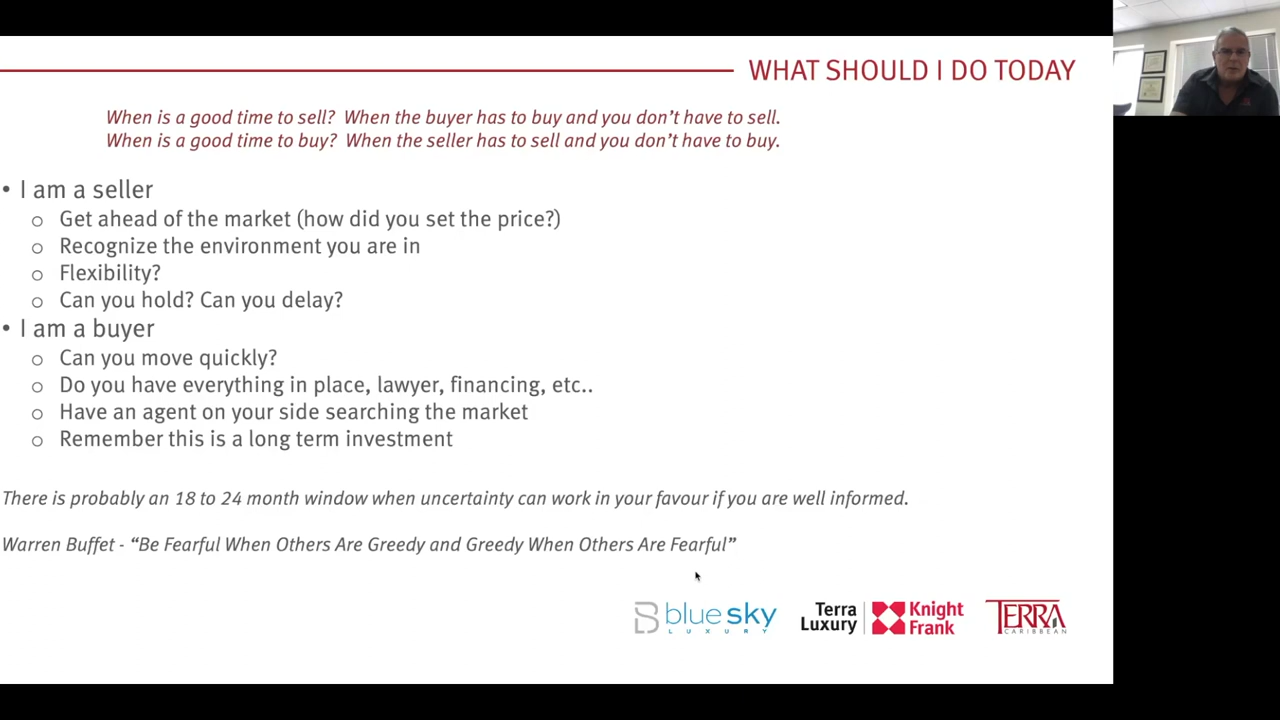 WHAT SHOULD I DO TODAY
When is a good time to sell? When the buyer has to buy and you don't have to sell.
When is a good time to buy? When the seller has to sell and you don't have to buy.
• I am a seller
o Get ahead of the market (how did you set the price?)
o Recognize the environment you are in
o Flexibility?
o Can you hold? Can you delay?
• I am a buyer
o Can you move quickly?
o Do you have everything in place, lawyer, financing, etc..
o Have an agent on your side searching the market
o Remember this is a long term investment
There is probably an 18 to 24 month window when uncertainty can work in your favour if you are well informed.
Warren Buffet - “Be Fearful When Others Are Greedy and Greedy When Others Are Fearful”
blue sky
LUXURY
Terra
Luxury
Knight
Frank
TERRA
CARIBBEAN